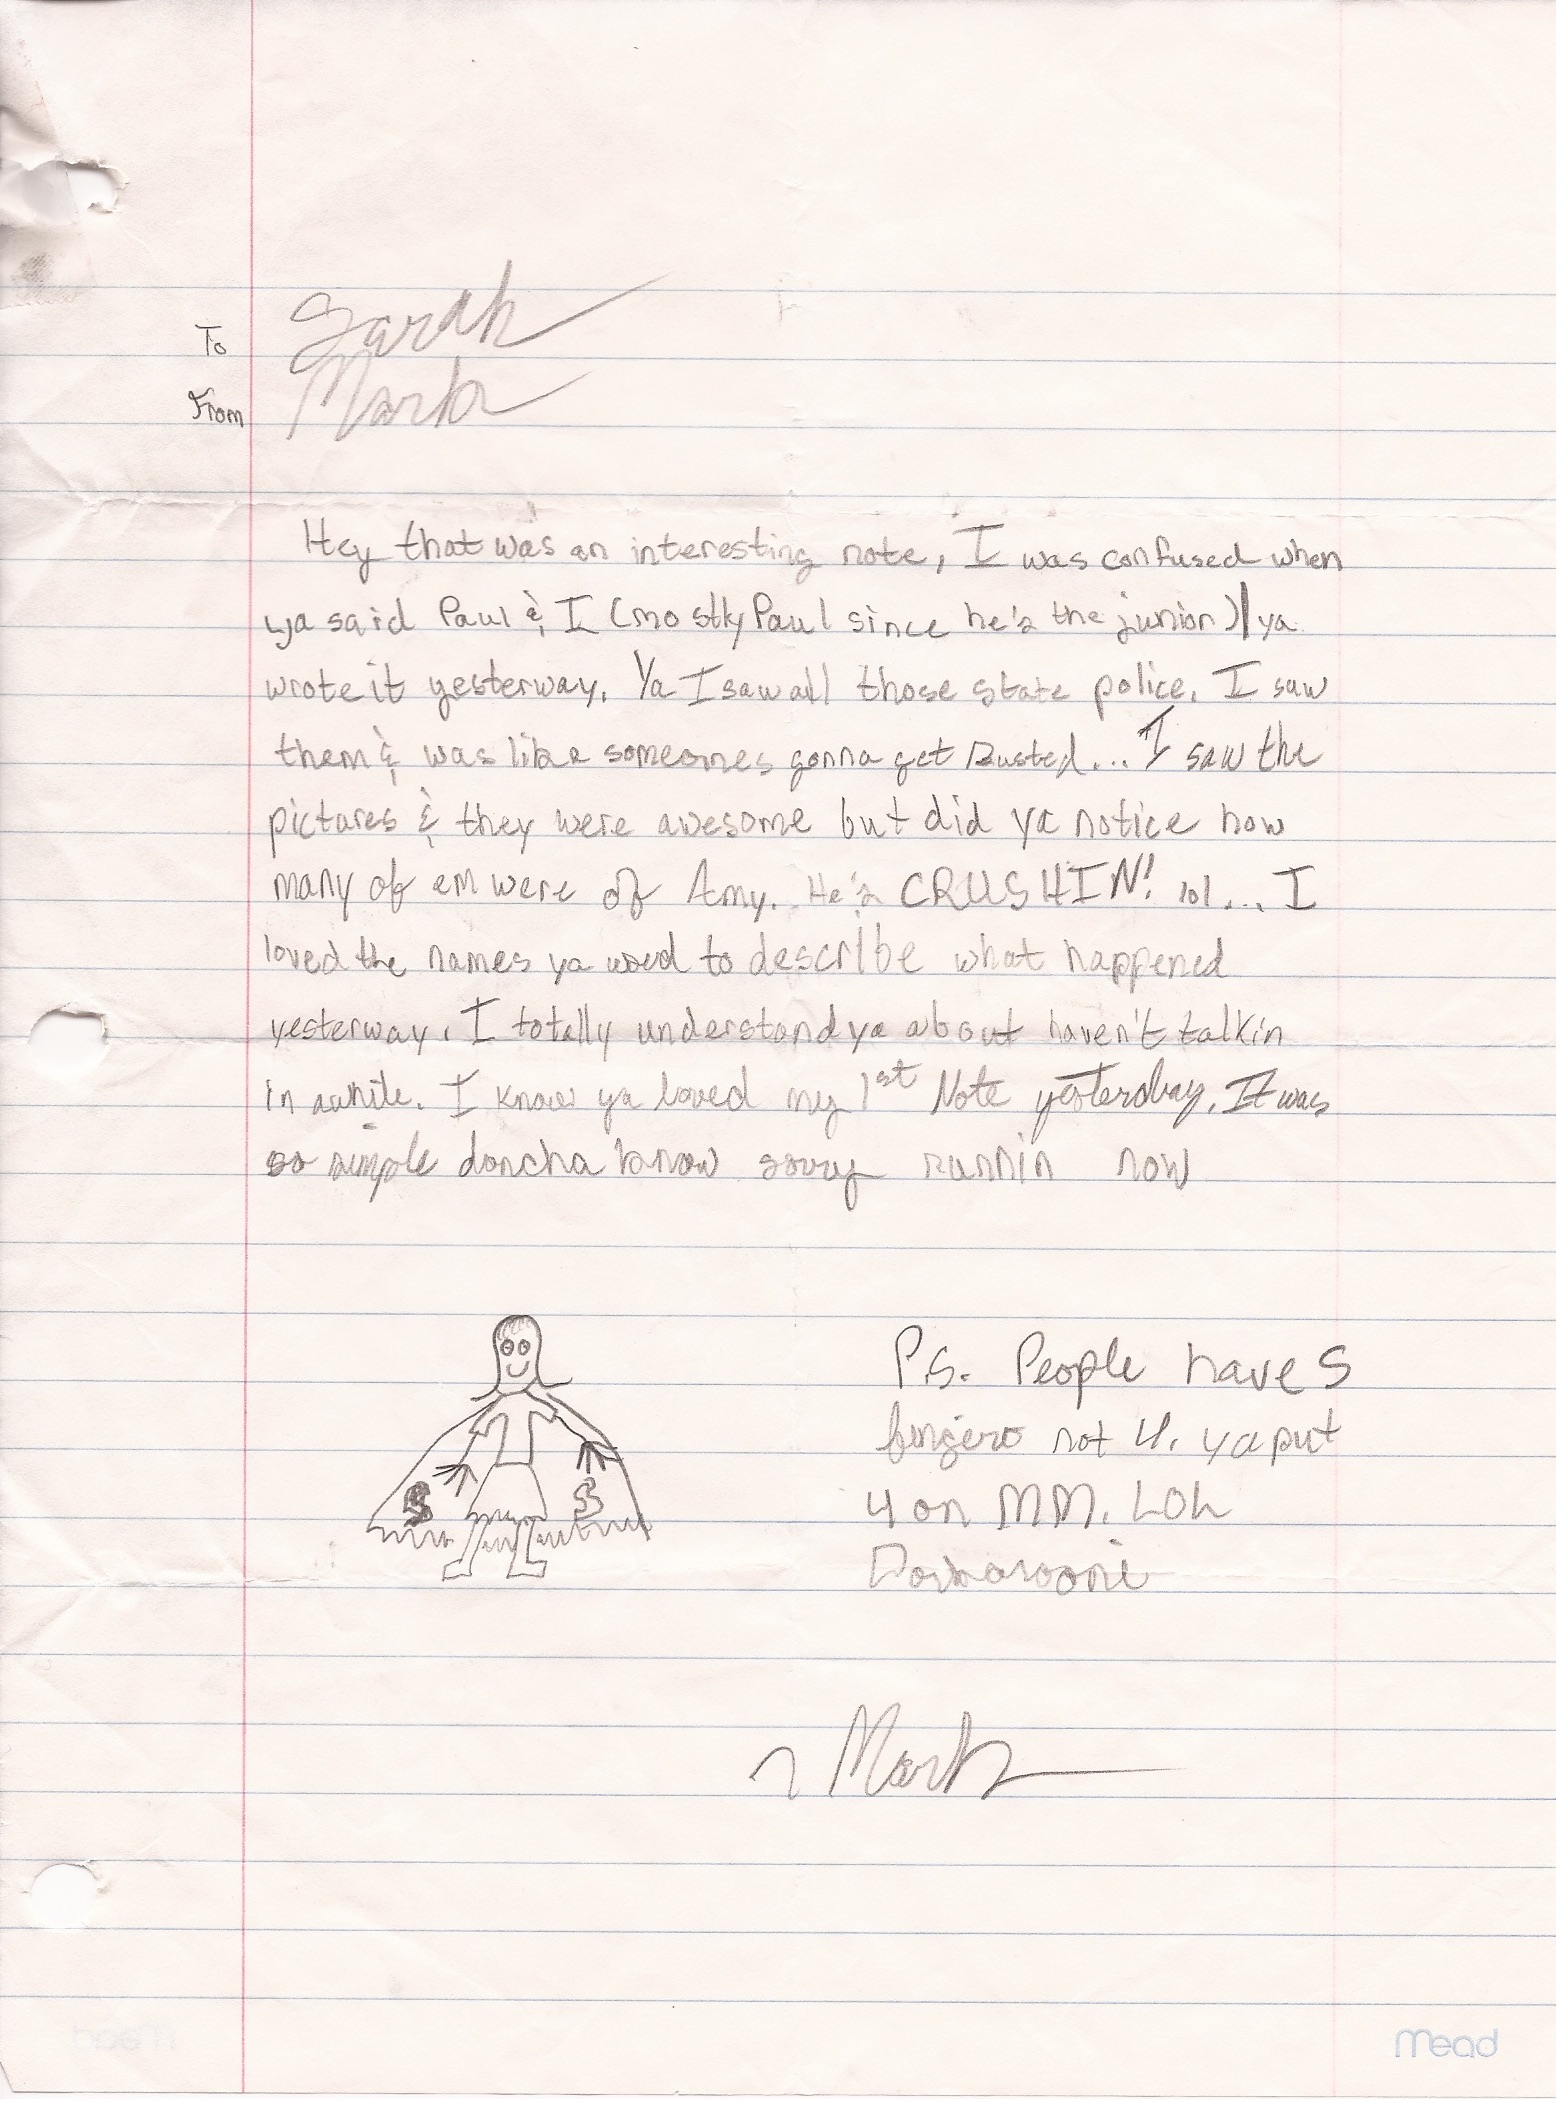 To Sarah
From Mark
Hey that was an interesting note, I was confused when
ya said Paul & I (mostly Paul since he's the junior) ya
wrote it yesterway. Ya I saw all those state police. I saw
them & was like someones gonna get Busted... I saw the
pictures & they were awesome but did ya notice how
many of em were of Amy. He's CRUSHIN! lol... I
loved the names ya used to describe what happened
yesterway. I totally understand ya about haven't talkin
in awhile. I know ya loved my 1st Note yesterday. It was
so simple doncha know sorry runnin now
P.S. People have 5
fingers not 4. ya put
4 on MM. LOL
S S
~ Mark
Mead